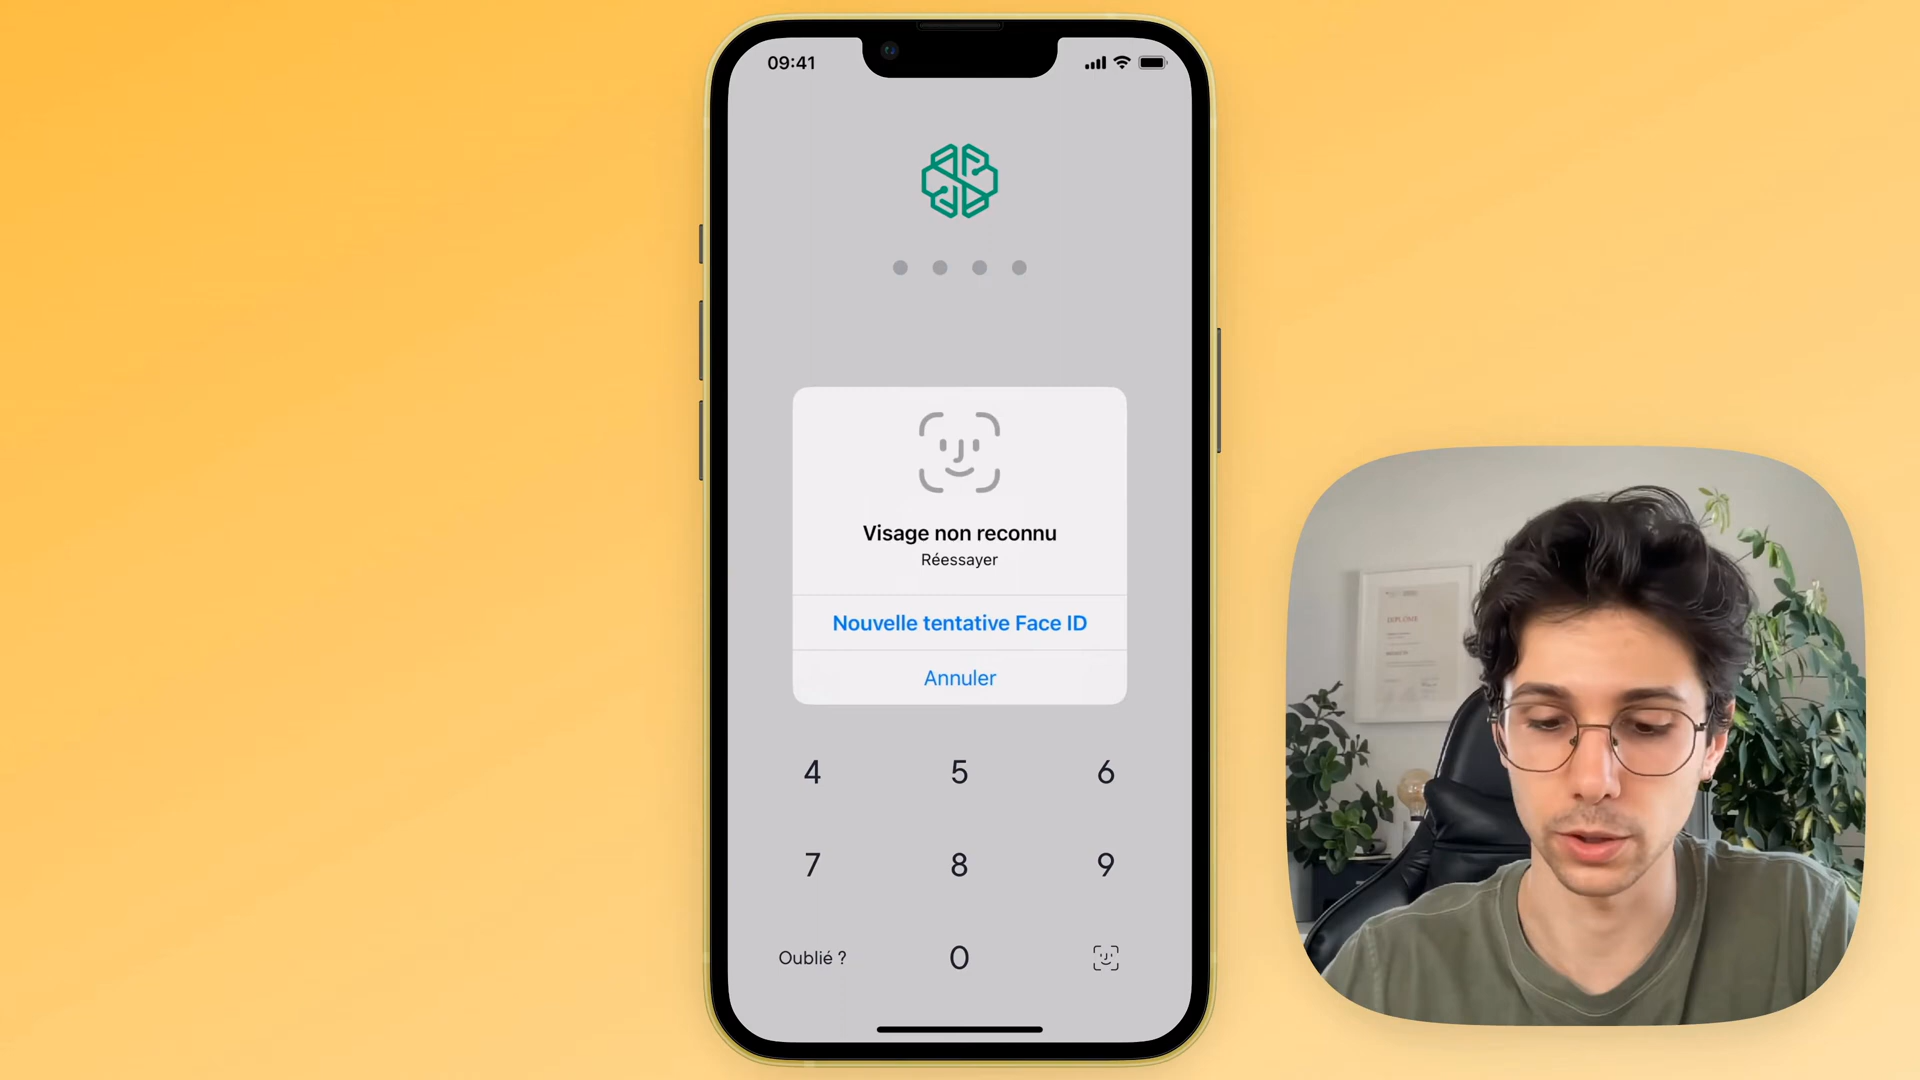 09:41
Visage non reconnu
Réessayer
Nouvelle tentative Face ID
Annuler
4 5 6
7 8 9
Oublié ? 0
DIPLOME